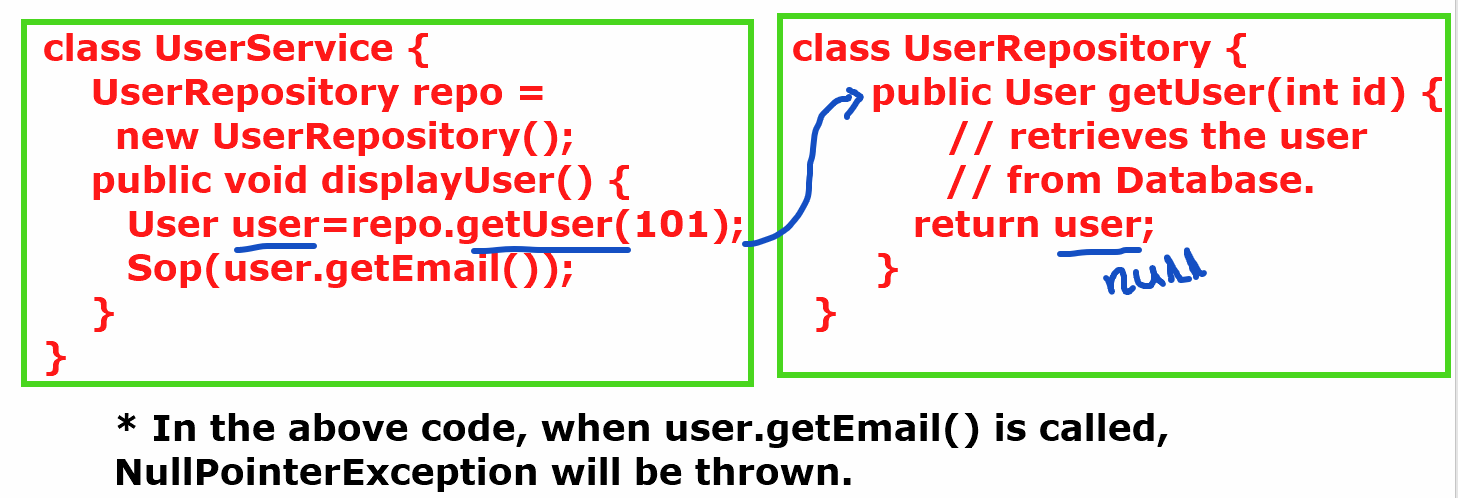 class UserService {
UserRepository repo =
new UserRepository();
public void displayUser() {
User user=repo.getUser(101);
Sop(user.getEmail());
}
}
class UserRepository {
public User getUser(int id) {
// retrieves the user
// from Database.
return user;
null
}
}
* In the above code, when user.getEmail() is called,
NullPointerException will be thrown.